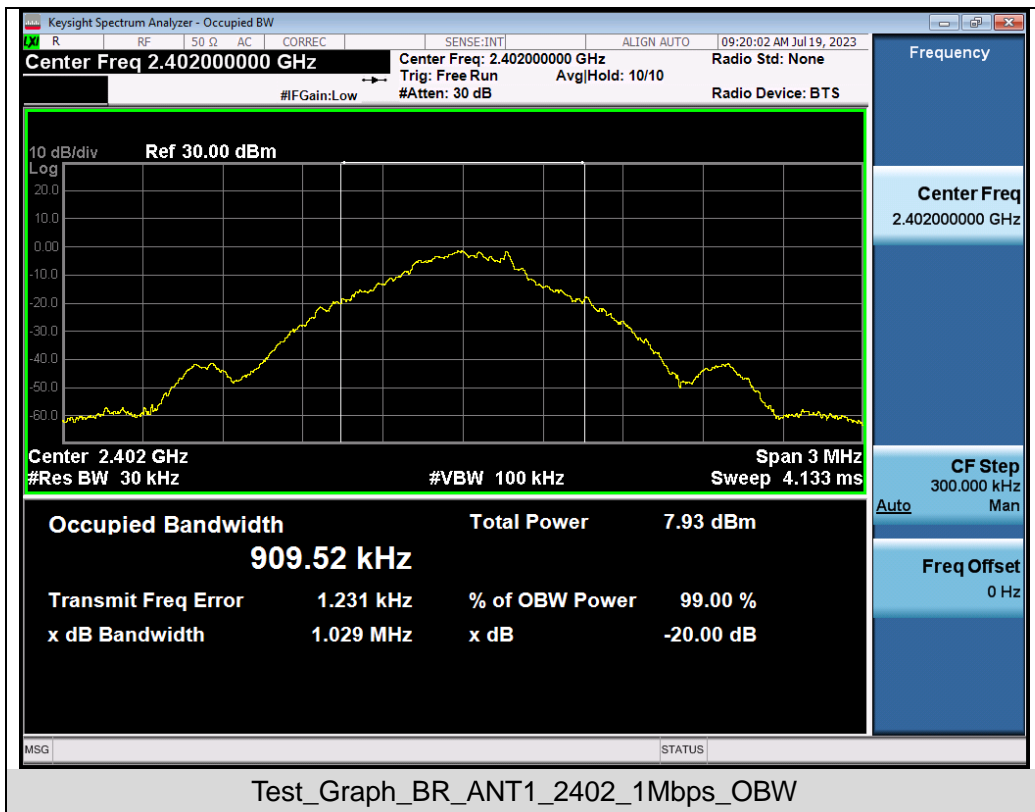 Keysight Spectrum Analyzer - Occupied BW
LXI R RF 50 Ω AC CORREC SENSE:INT ALIGN AUTO 09:20:02 AM Jul 19, 2023
Center Freq 2.402000000 GHz
Center Freq: 2.402000000 GHz Radio Std: None
Trig: Free Run Avg|Hold: 10/10
#IFGain:Low #Atten: 30 dB Radio Device: BTS
10 dB/div Ref 30.00 dBm
Log
20.0
10.0
0.00
-10.0
-20.0
-30.0
-40.0
-50.0
-60.0
Center 2.402 GHz Span 3 MHz
#Res BW 30 kHz #VBW 100 kHz Sweep 4.133 ms
Occupied Bandwidth Total Power 7.93 dBm
909.52 kHz
Transmit Freq Error 1.231 kHz % of OBW Power 99.00 %
x dB Bandwidth 1.029 MHz x dB -20.00 dB
Frequency
Center Freq
2.402000000 GHz
CF Step
300.000 kHz
Auto Man
Freq Offset
0 Hz
MSG STATUS
Test_Graph_BR_ANT1_2402_1Mbps_OBW